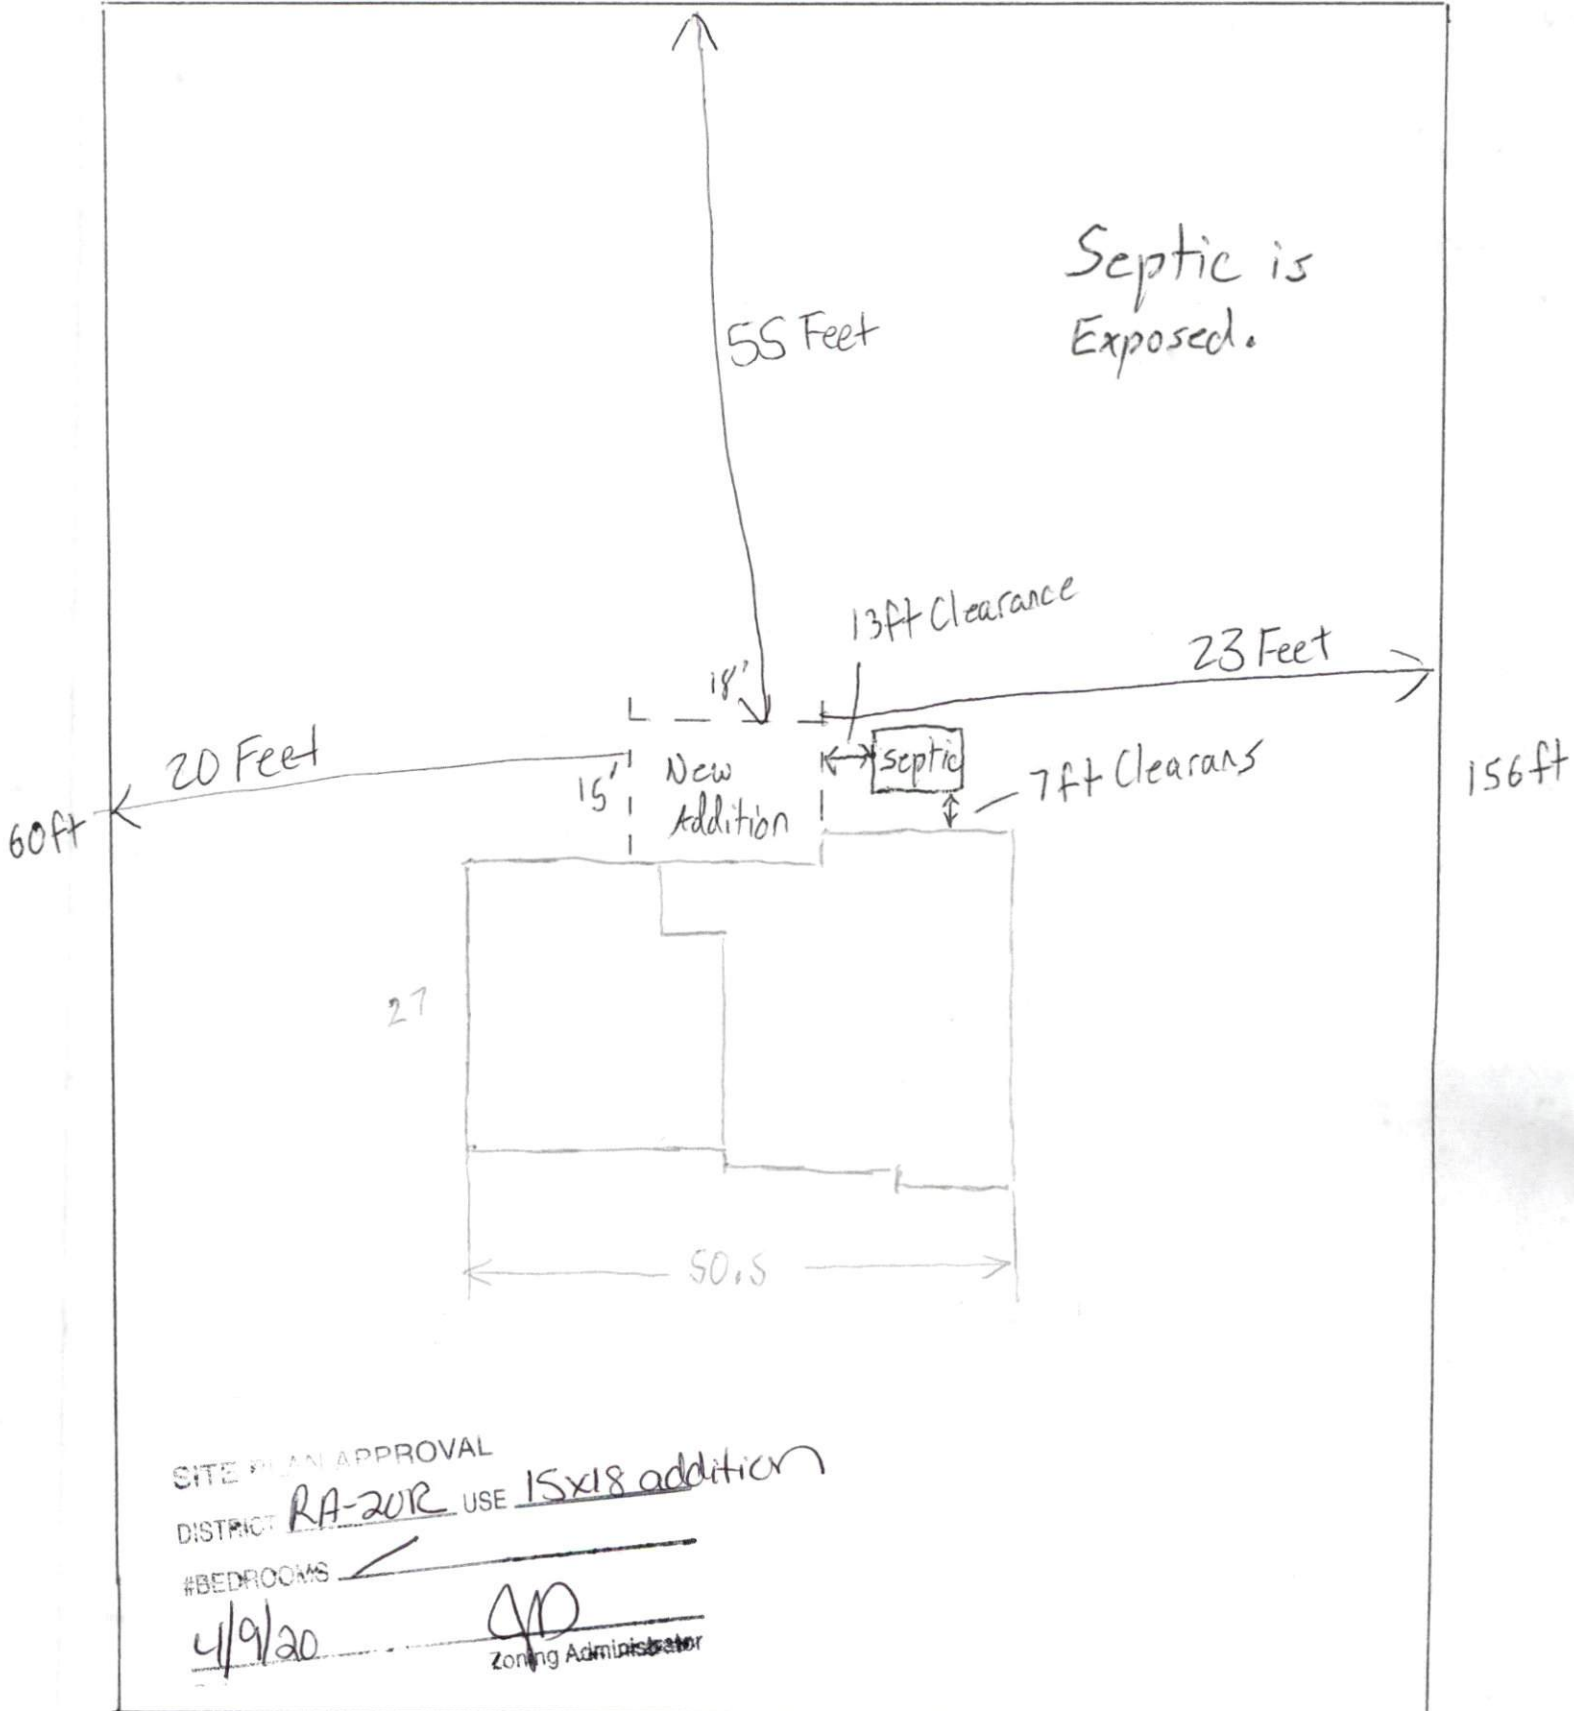 Septic is
Exposed.
55 Feet
13ft Clearance
23 Feet
18'
20 Feet
15'
New
Addition
septic
7ft Clearans
156ft
60ft
27
50.5
SITE PLAN APPROVAL
DISTRICT RA-20R USE 15x18 addition
#BEDROOMS
4/9/20
Zoning Administrator